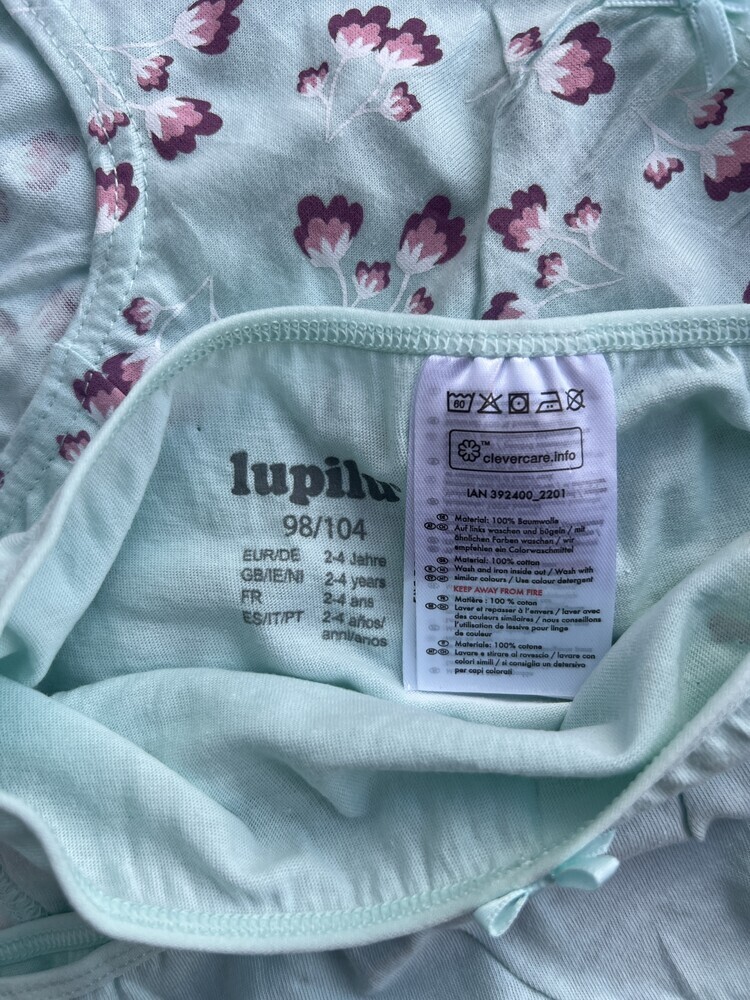 60
™
clevercare.info
IAN 392400_2201
Material: 100% Baumwolle
Auf links waschen und bügeln / mit
ähnlichen Farben waschen / wir
empfehlen ein Colorwaschmittel
Material: 100% cotton
Wash and iron inside out / Wash with
similar colours / Use colour detergent
KEEP AWAY FROM FIRE
Matière : 100 % coton
Laver et repasser à l'envers / laver avec
des couleurs similaires / nous conseillons
l'utilisation de lessive pour linge
de couleur
Materiale: 100% cotone
Lavare e stirare al rovescio / lavare con
colori simili / si consiglia un detersivo
per capi colorati
lupilu
98/104
EUR/DE 2-4 Jahre
GB/IE/NI 2-4 years
FR 2-4 ans
ES/IT/PT 2-4 años/
anni/anos